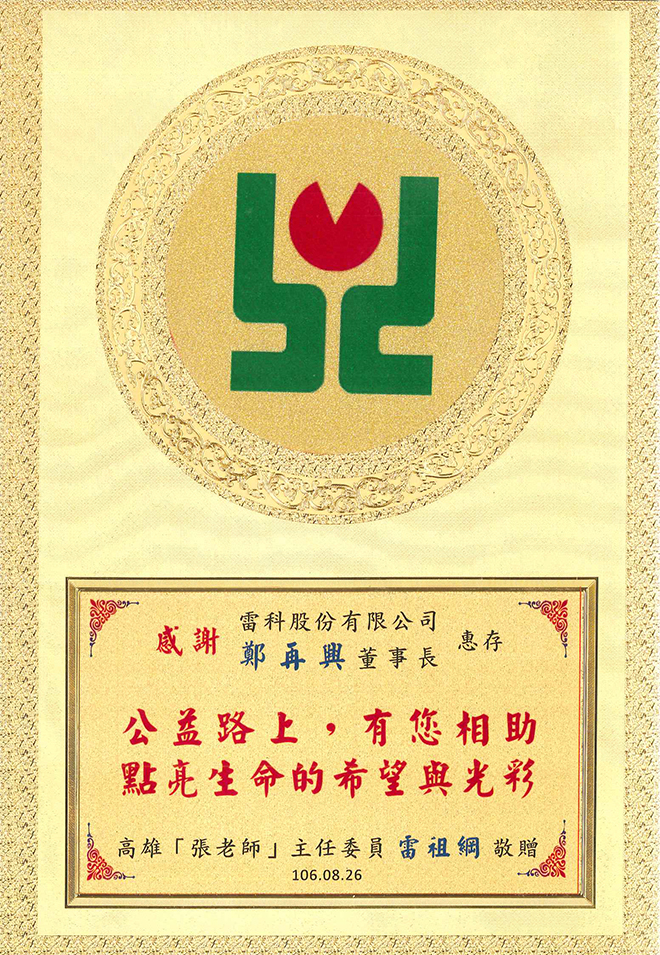 感謝 雷科股份有限公司 惠存
鄭再興董事長
公益路上，有您相助
點亮生命的希望與光彩
高雄「張老師」主任委員 雷祖綱 敬贈
106.08.26